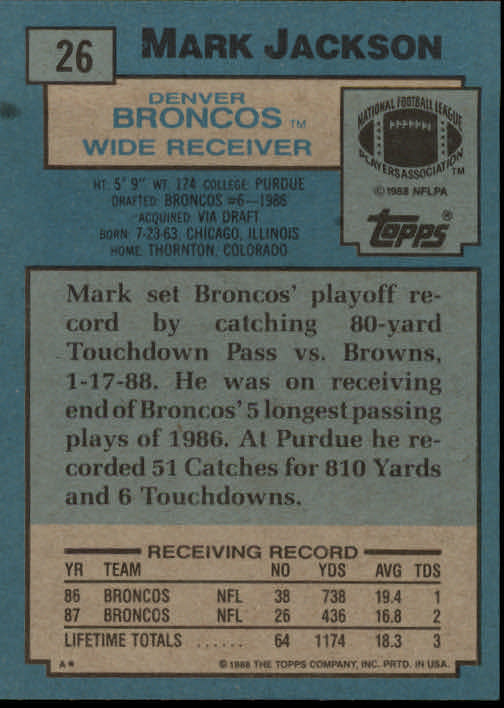 26
MARK JACKSON
DENVER
BRONCOS TM
WIDE RECEIVER
NATIONAL FOOTBALL LEAGUE
PLAYERS ASSOCIATION TM
© 1988 NFLPA
topps®
HT: 5' 9" WT: 174 COLLEGE: PURDUE
DRAFTED: BRONCOS #6—1986
ACQUIRED: VIA DRAFT
BORN: 7-23-63, CHICAGO, ILLINOIS
HOME: THORNTON, COLORADO
Mark set Broncos' playoff re-
cord by catching 80-yard
Touchdown Pass vs. Browns,
1-17-88. He was on receiving
end of Broncos' 5 longest passing
plays of 1986. At Purdue he re-
corded 51 Catches for 810 Yards
and 6 Touchdowns.
RECEIVING RECORD
YR TEAM NO YDS AVG TDS
86 BRONCOS NFL 38 738 19.4 1
87 BRONCOS NFL 26 436 16.8 2
LIFETIME TOTALS ...... 64 1174 18.3 3
A* © 1988 THE TOPPS COMPANY, INC. PRTD. IN USA.